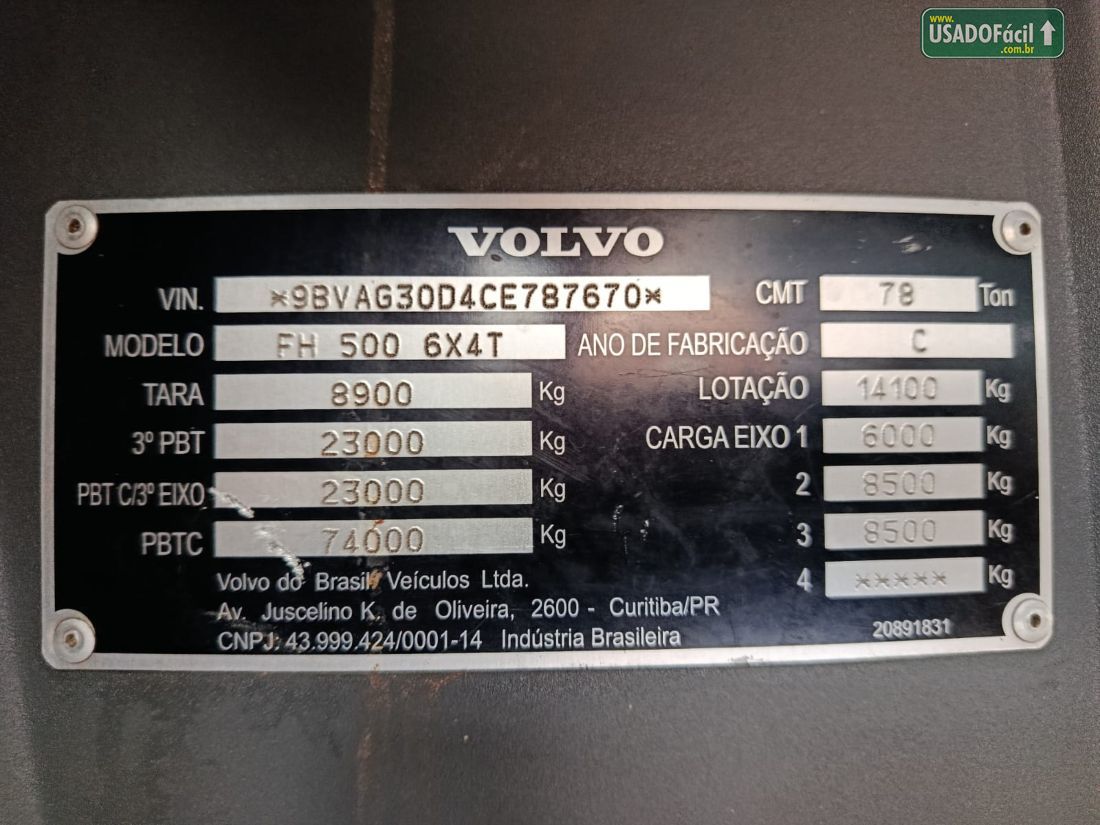 www.
USADOFácil
.com.br
VOLVO
VIN. *9BVAG30D4CE787670* CMT 78 Ton
MODELO FH 500 6X4T ANO DE FABRICAÇÃO C
TARA 8900 Kg LOTAÇÃO 14100 Kg
3º PBT 23000 Kg CARGA EIXO 1 6000 Kg
PBT C/3º EIXO 23000 Kg 2 8500 Kg
PBTC 74000 Kg 3 8500 Kg
4 ***** Kg
Volvo do Brasil Veículos Ltda.
Av. Juscelino K. de Oliveira, 2600 - Curitiba/PR
CNPJ: 43.999.424/0001-14 Indústria Brasileira 20891831